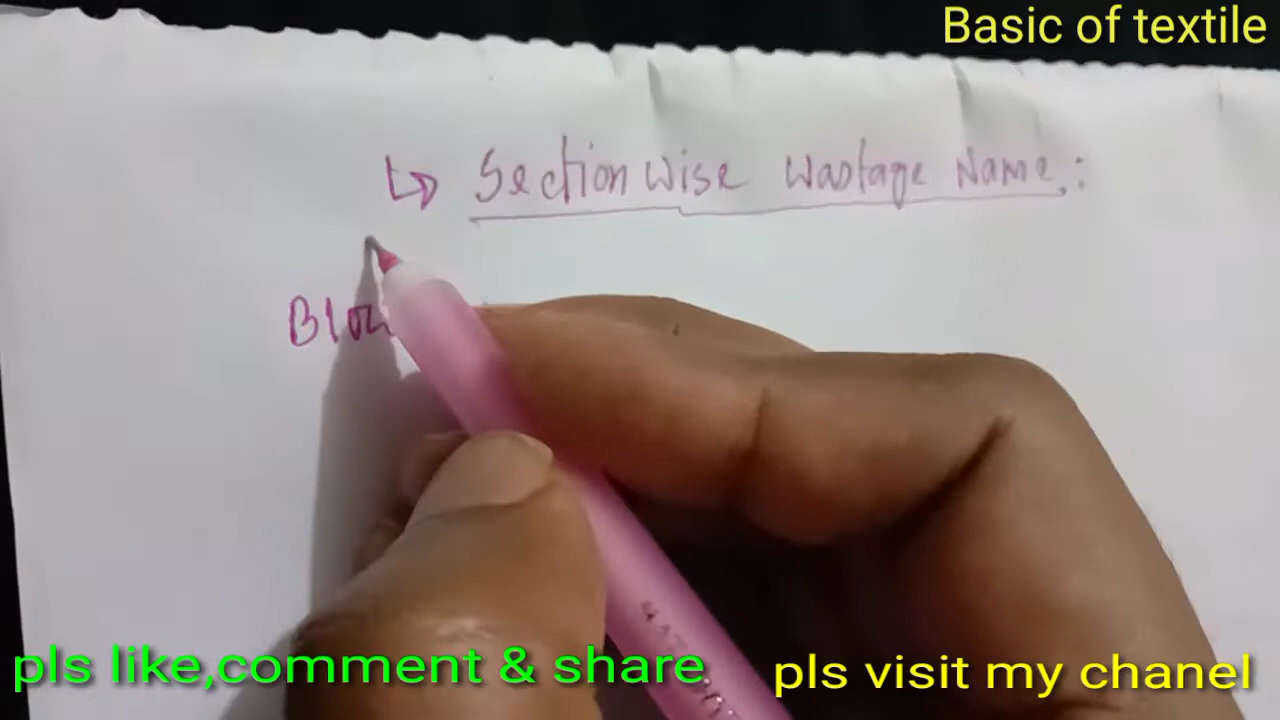 Basic of textile
↳ Section wise wastage Name:
pls like,comment & share
pls visit my chanel